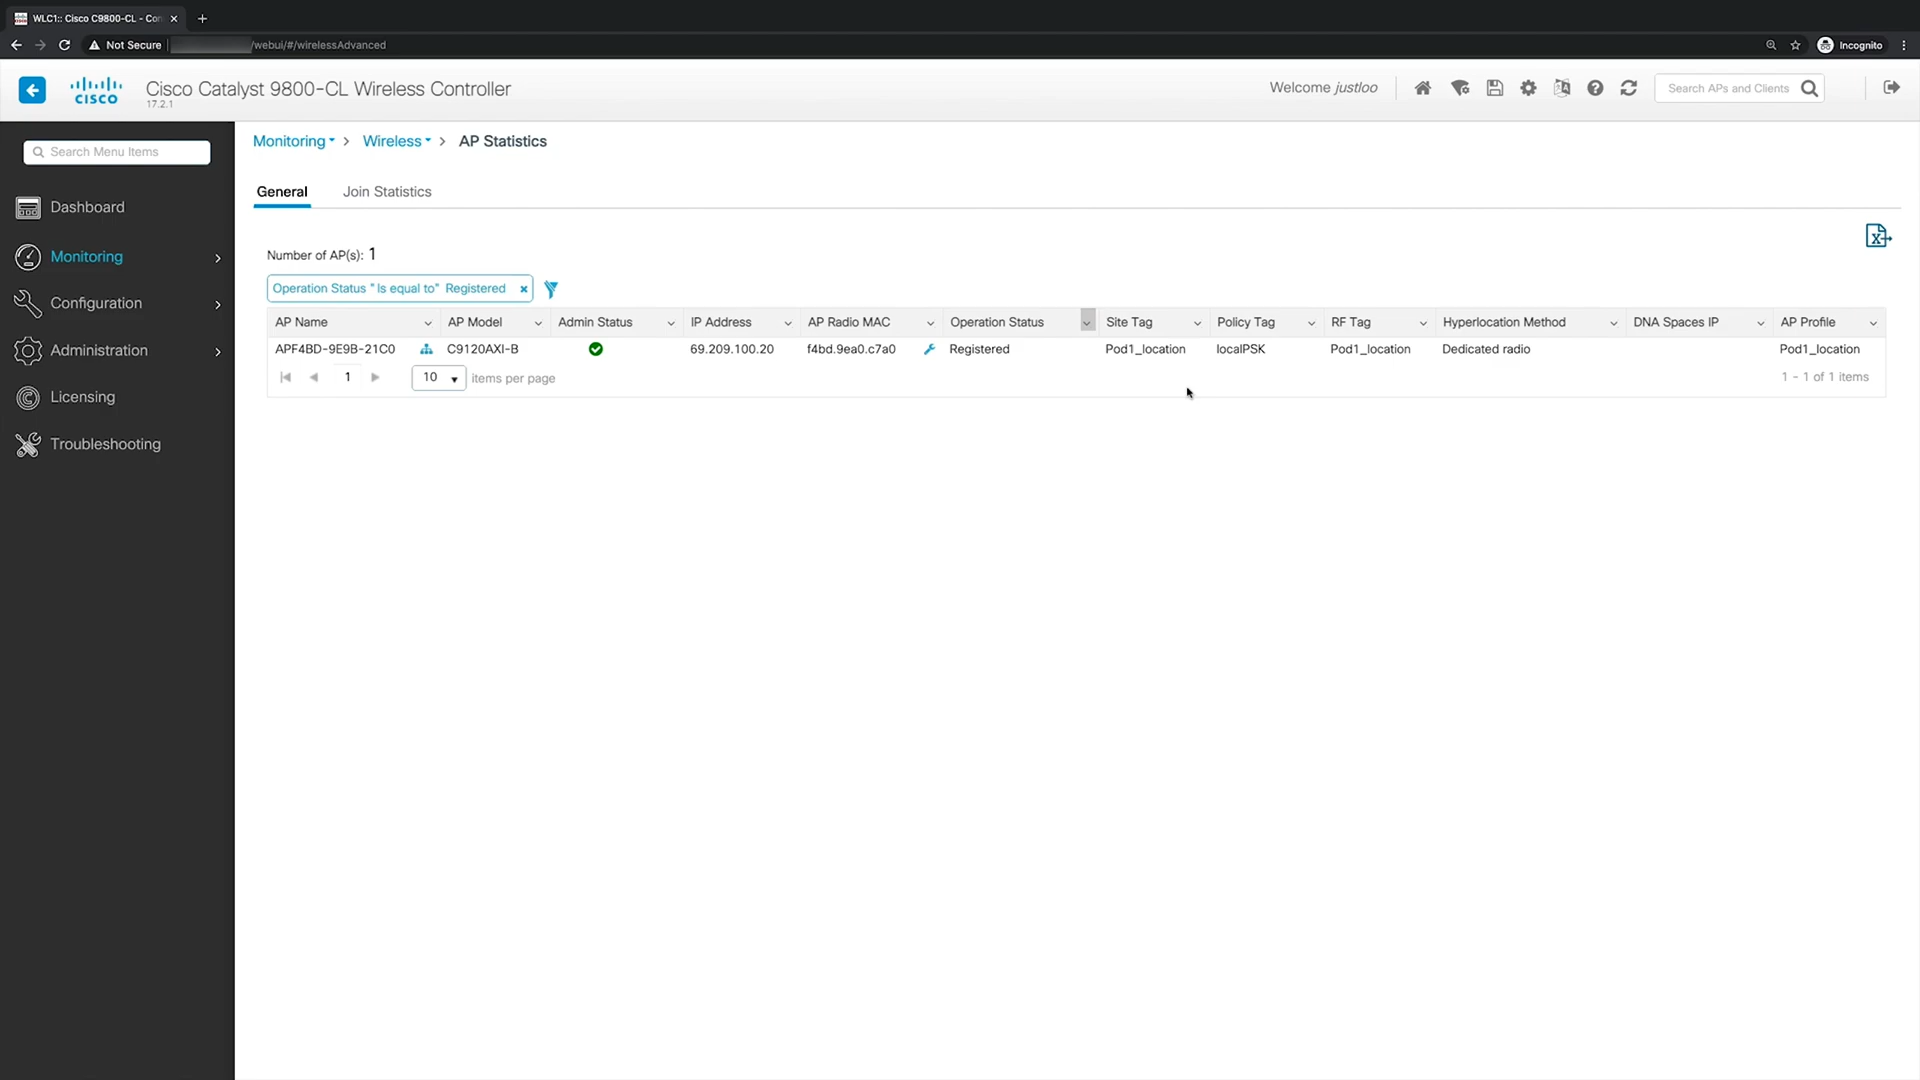 WLC1:: Cisco C9800-CL - Con
Not Secure
/webui/#/wirelessAdvanced
Incognito
CISCO
Cisco Catalyst 9800-CL Wireless Controller
17.2.1
Welcome justloo
Search APs and Clients
Search Menu Items
Dashboard
Monitoring
Configuration
Administration
Licensing
Troubleshooting
Monitoring > Wireless > AP Statistics
General Join Statistics
Number of AP(s): 1
Operation Status "Is equal to" Registered ×
AP Name AP Model Admin Status IP Address AP Radio MAC Operation Status Site Tag Policy Tag RF Tag Hyperlocation Method DNA Spaces IP AP Profile
APF4BD-9E9B-21C0 C9120AXI-B 69.209.100.20 f4bd.9ea0.c7a0 Registered Pod1_location localPSK Pod1_location Dedicated radio Pod1_location
1 10 items per page 1 - 1 of 1 items